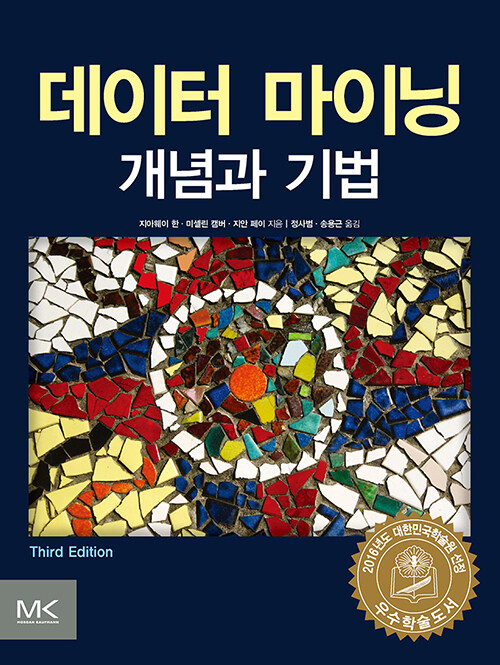 데이터 마이닝
개념과 기법
지아웨이 한 · 미셸린 캠버 · 지안 페이 지음 | 정사범 · 송용근 옮김
Third Edition
MK
MORGAN KAUFMANN
2016년도 대한민국학술원 선정
우수학술도서